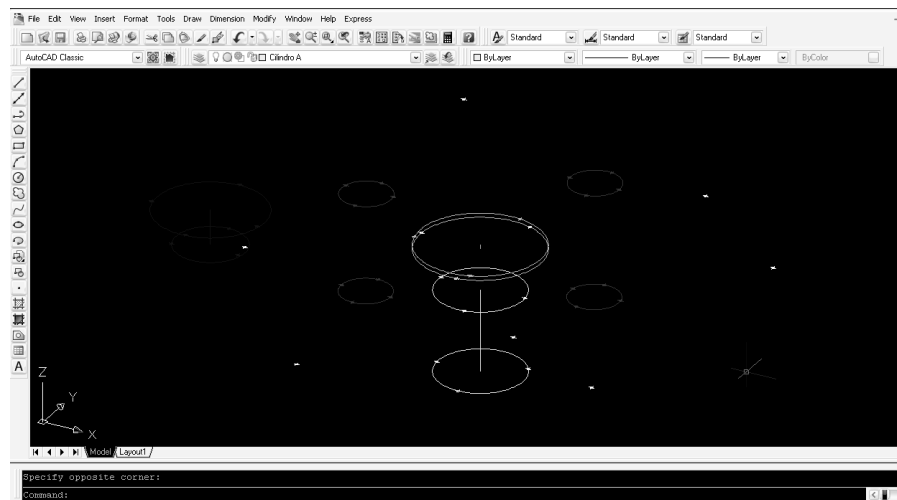 File Edit View Insert Format Tools Draw Dimension Modify Window Help Express
Standard Standard Standard
AutoCAD Classic Cilindro A ByLayer ByLayer ByLayer ByColor
A
Z
Y
X
Model Layout1
Specify opposite corner:
Command: